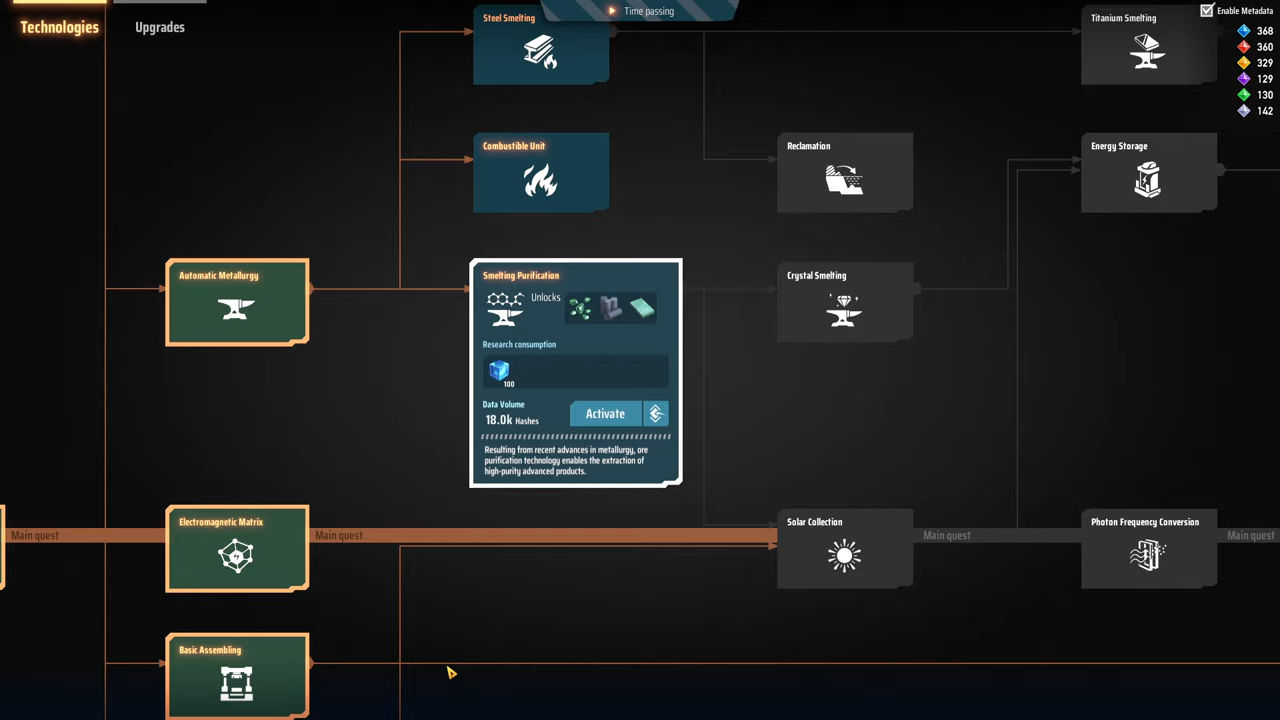 Technologies
Upgrades
Time passing
Enable Metadata
368
360
329
129
130
142
Steel Smelting
Titanium Smelting
Combustible Unit
Reclamation
Energy Storage
Automatic Metallurgy
Smelting Purification
Unlocks
Research consumption
100
Data Volume
18.0k Hashes
Activate
Resulting from recent advances in metallurgy, ore
purification technology enables the extraction of
high-purity advanced products.
Crystal Smelting
Main quest
Electromagnetic Matrix
Main quest
Solar Collection
Main quest
Photon Frequency Conversion
Main quest
Basic Assembling